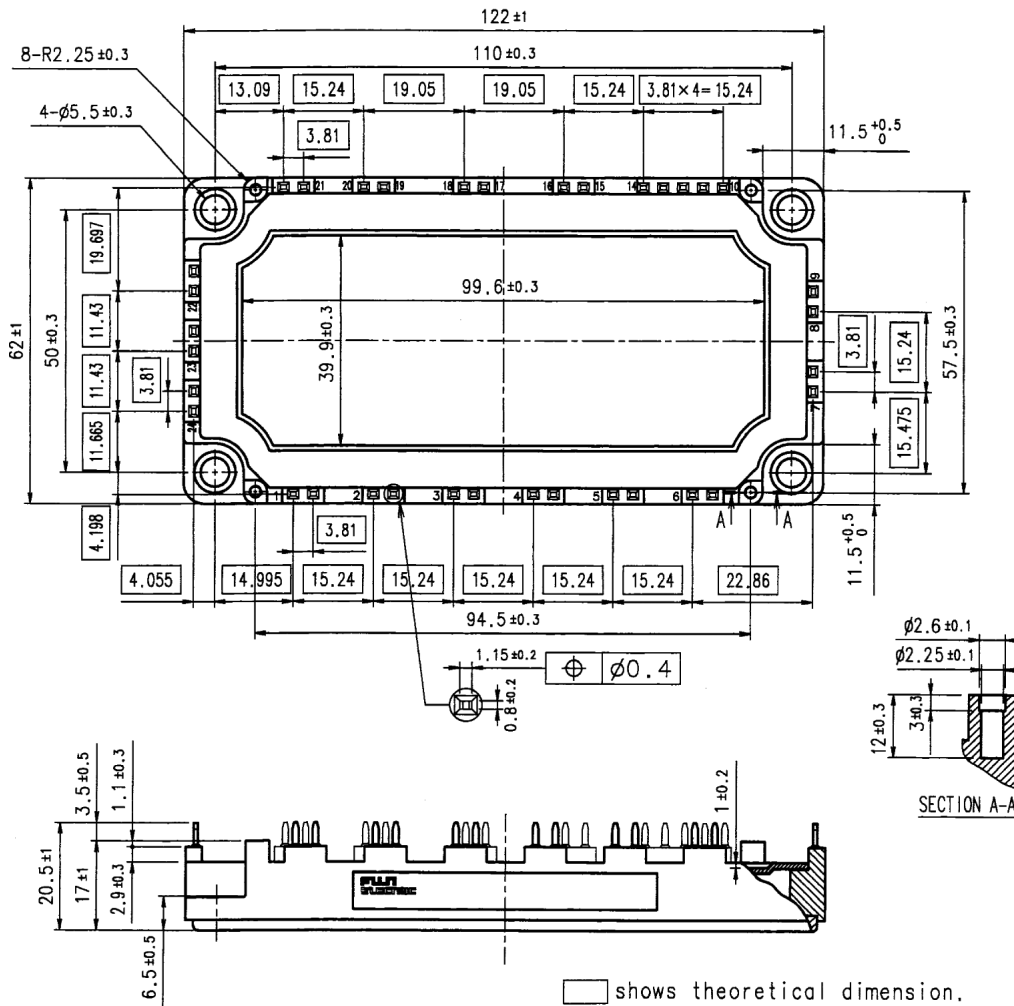 122±1
8-R2.25±0.3
110±0.3
13.09 15.24 19.05 19.05 15.24 3.81×4=15.24
4-ø5.5±0.3
3.81
11.5 +0.5 0
21 20 19 18 17 16 15 14 10
19.697
11.43
11.43
3.81
11.665
4.198
62±1
50±0.3
22
23
24
99.6±0.3
39.9±0.3
9
8
7
3.81
15.24
15.475
57.5±0.3
11.5 +0.5 0
1 2 3 4 5 6
A A
3.81
4.055 14.995 15.24 15.24 15.24 15.24 15.24 22.86
94.5±0.3
1.15±0.2
⌖ ø0.4
0.8±0.2
ø2.6±0.1
ø2.25±0.1
12±0.3
3±0.3
SECTION A-A
3.5±0.5
1.1±0.3
1±0.2
20.5±1
17±1
2.9±0.3
6.5±0.5
FUJI
ELECTRIC
shows theoretical dimension.